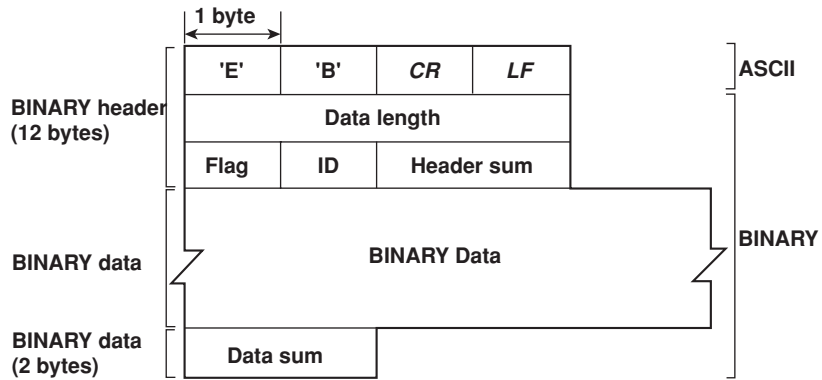 1 byte
'E' 'B' CR LF
ASCII
BINARY header
(12 bytes)
Data length
Flag ID Header sum
BINARY data
BINARY Data
BINARY
BINARY data
(2 bytes)
Data sum